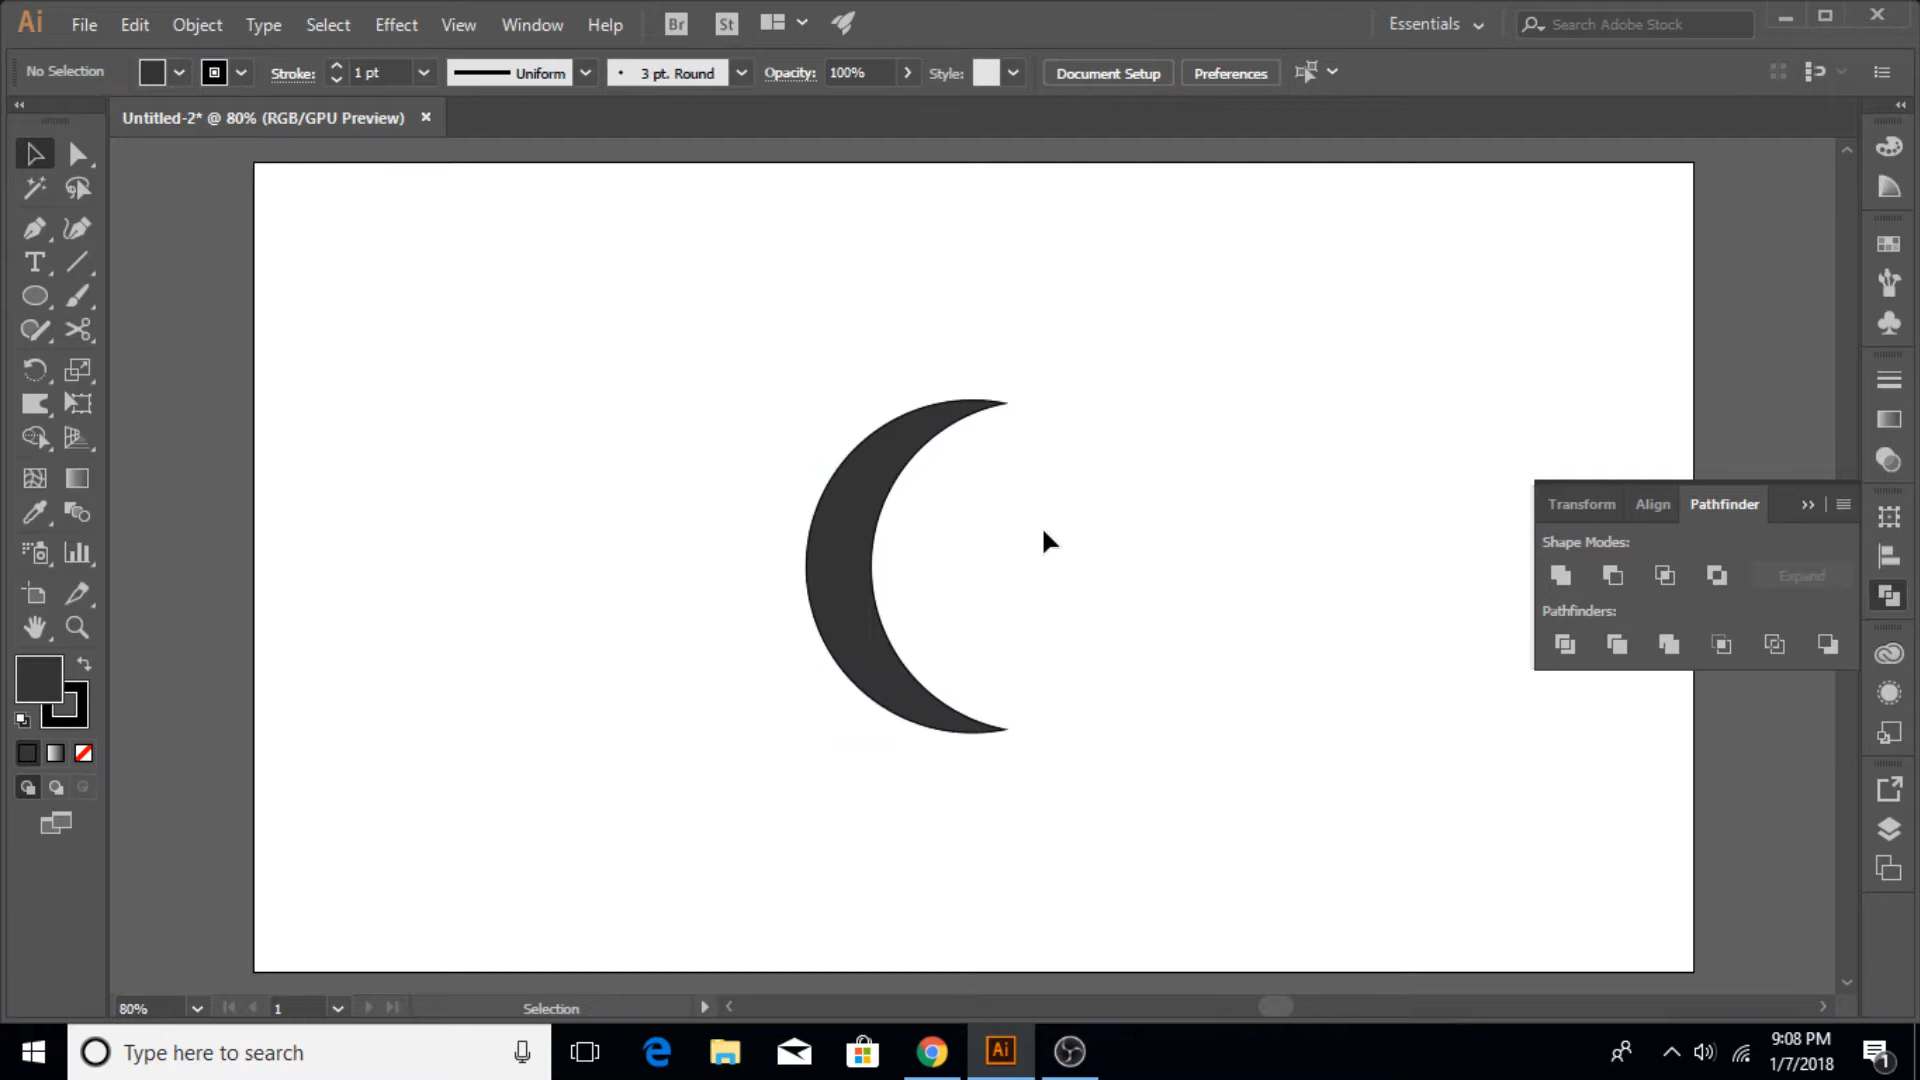 Ai File Edit Object Type Select Effect View Window Help Br St Essentials Search Adobe Stock
No Selection Stroke: 1 pt Uniform 3 pt. Round Opacity: 100% Style: Document Setup Preferences
Untitled-2* @ 80% (RGB/GPU Preview)
Transform Align Pathfinder
Shape Modes:
Expand
Pathfinders:
80% 1 Selection
Type here to search
Ai
9:08 PM
1/7/2018
1